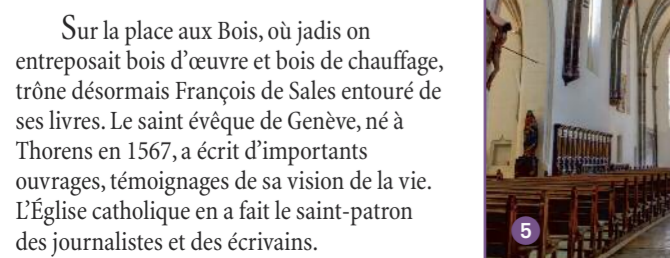 Sur la place aux Bois, où jadis on
entreposait bois d’œuvre et bois de chauffage,
trône désormais François de Sales entouré de
ses livres. Le saint évêque de Genève, né à
Thorens en 1567, a écrit d’importants
ouvrages, témoignages de sa vision de la vie.
L’Église catholique en a fait le saint-patron
des journalistes et des écrivains.
5